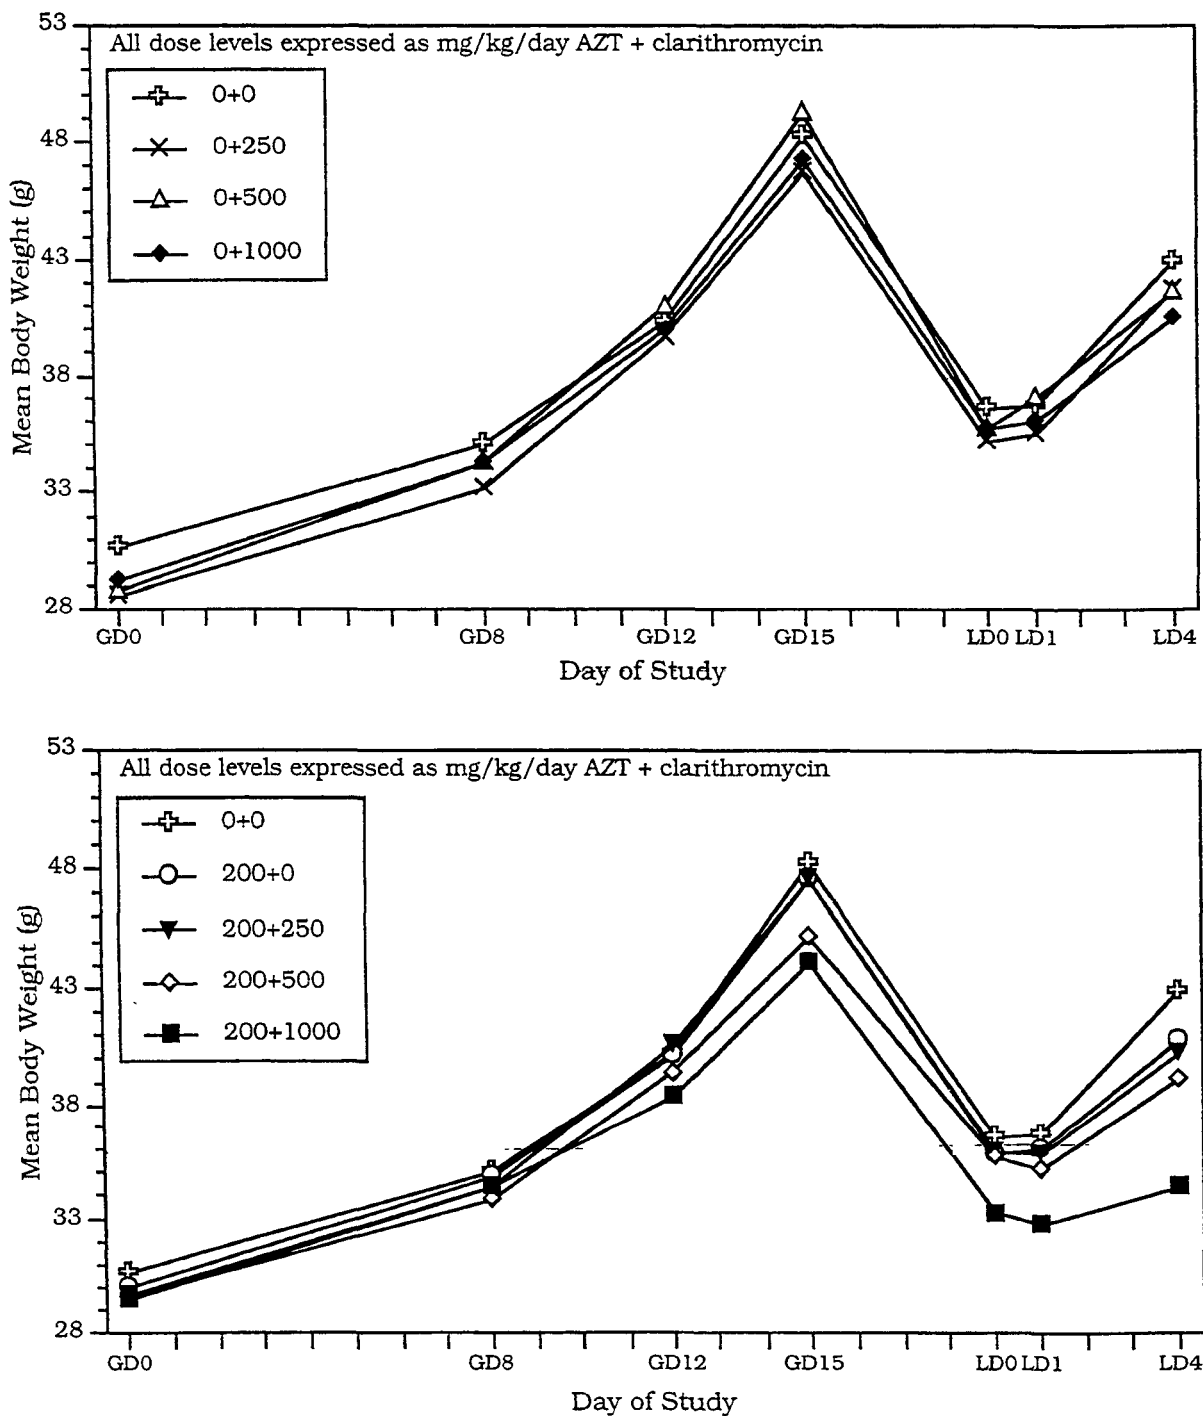 53
All dose levels expressed as mg/kg/day AZT + clarithromycin
0+0
0+250
0+500
0+1000
48
43
38
33
28
Mean Body Weight (g)
GD0 GD8 GD12 GD15 LD0 LD1 LD4
Day of Study
53
All dose levels expressed as mg/kg/day AZT + clarithromycin
0+0
200+0
200+250
200+500
200+1000
48
43
38
33
28
Mean Body Weight (g)
GD0 GD8 GD12 GD15 LD0 LD1 LD4
Day of Study